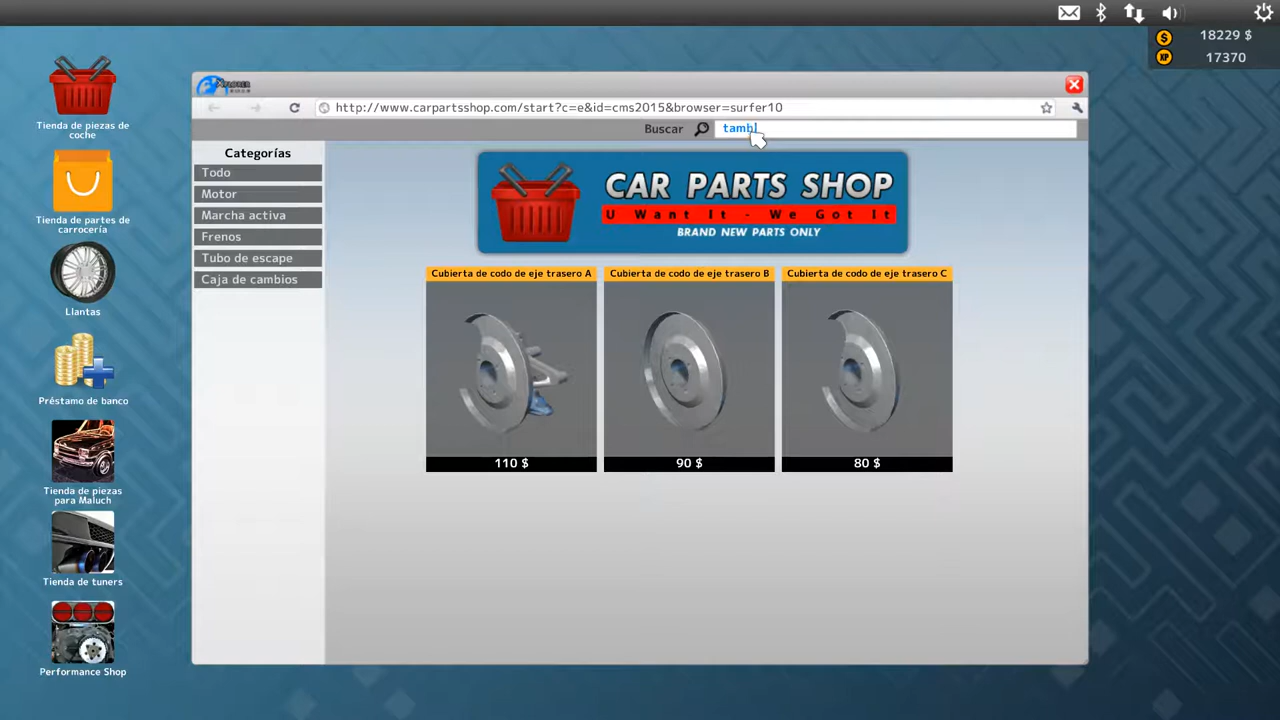 18229 $
17370
Tienda de piezas de
coche
Tienda de partes de
carrocería
Llantas
Préstamo de banco
Tienda de piezas
para Maluch
Tienda de tuners
Performance Shop
http://www.carpartsshop.com/start?c=e&id=cms2015&browser=surfer10
Buscar
Categorías
Todo
Motor
Marcha activa
Frenos
Tubo de escape
Caja de cambios
CAR PARTS SHOP
U Want It - We Got It
BRAND NEW PARTS ONLY
Cubierta de codo de eje trasero A
Cubierta de codo de eje trasero B
Cubierta de codo de eje trasero C
110 $
90 $
80 $